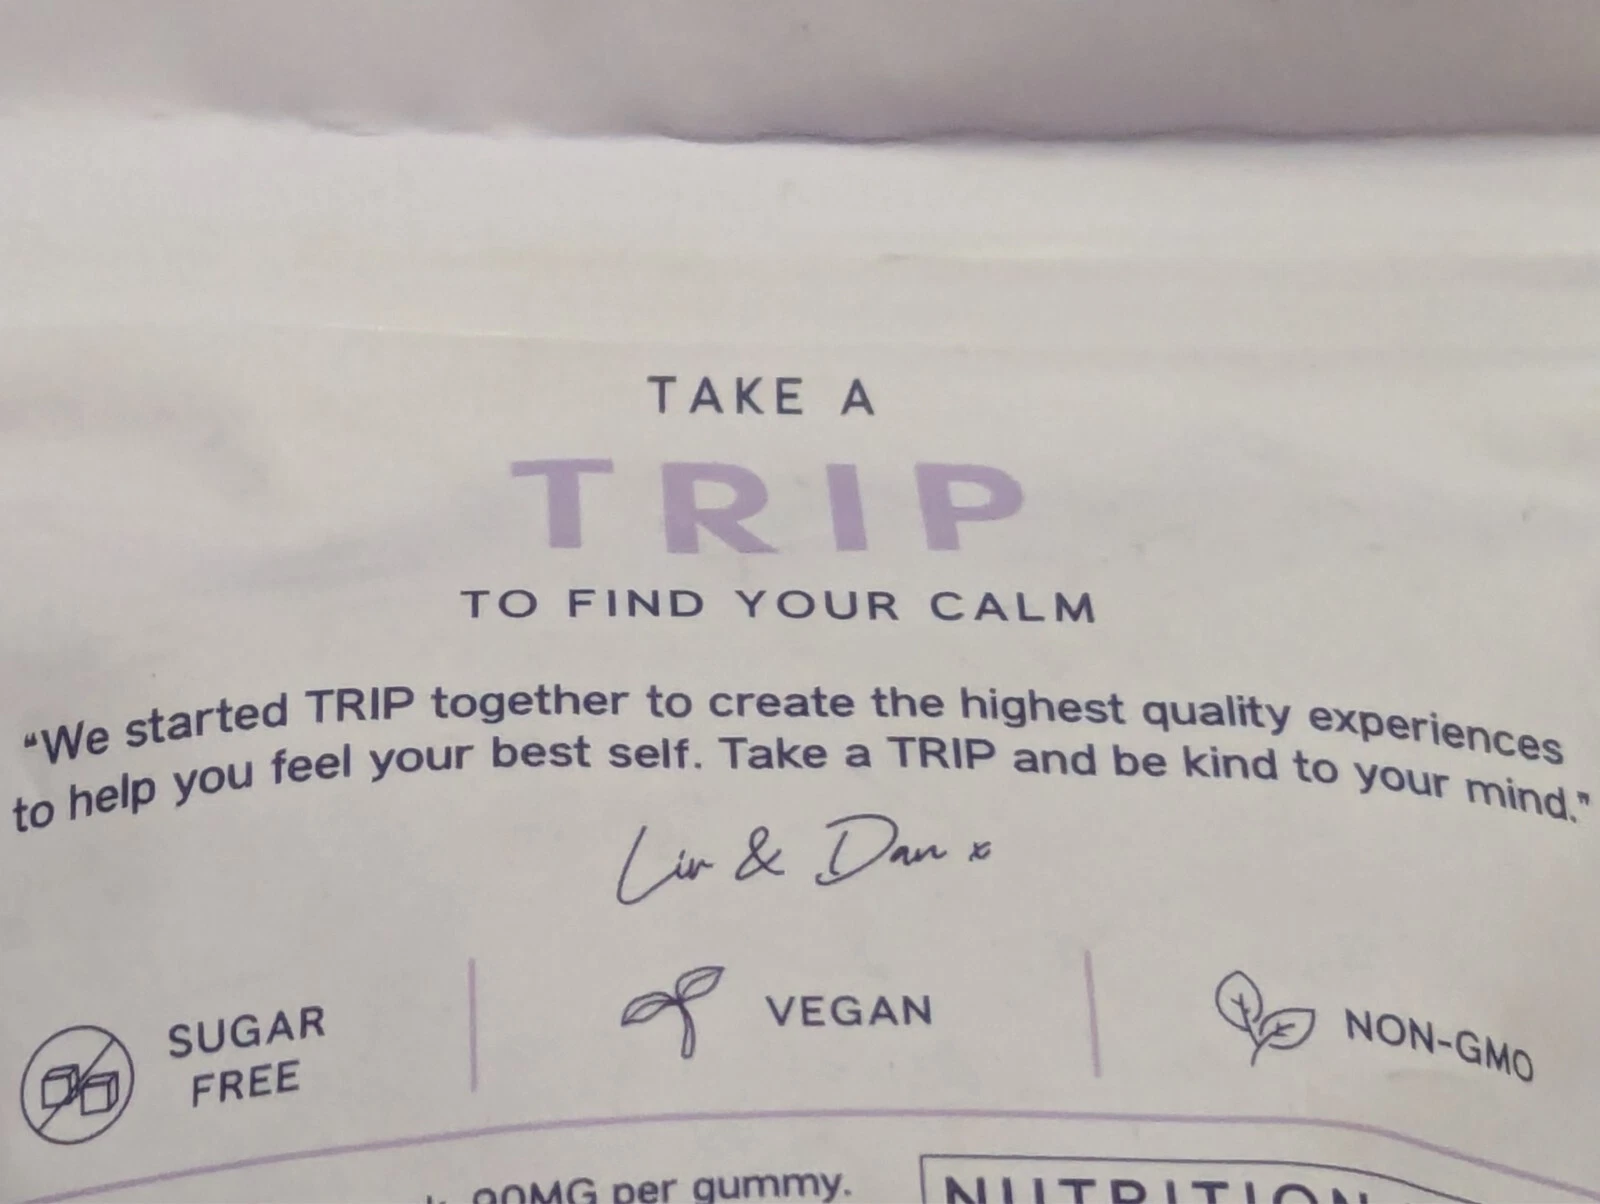 TAKE A
TRIP
TO FIND YOUR CALM
“We started TRIP together to create the highest quality experiences
to help you feel your best self. Take a TRIP and be kind to your mind.”
Liv & Dan x
SUGAR
FREE
VEGAN
NON-GMO
per gummy.
NUTRITION